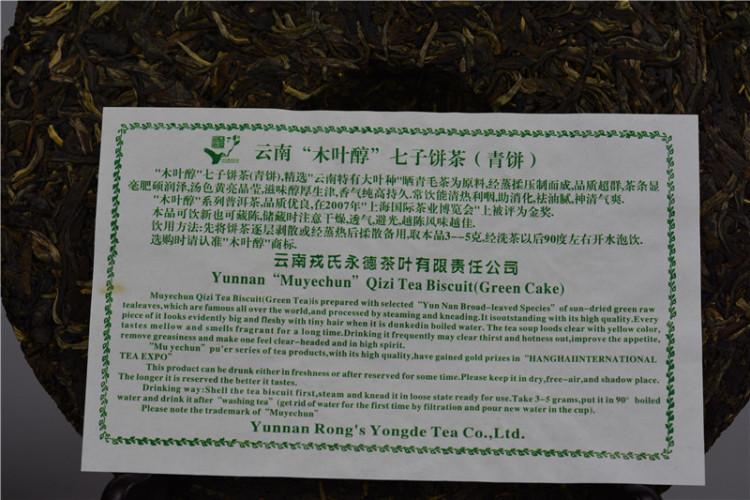 云南“木叶醇”七子饼茶（青饼）
"木叶醇"七子饼茶(青饼),精选"云南特有大叶种"晒青毛茶为原料,经蒸揉压制而成,品质超群,茶条显
毫肥硕润泽,汤色黄亮晶莹,滋味醇厚生津,香气纯高持久,常饮能清热利咽,助消化,祛油腻,神清气爽.
"木叶醇"系列普洱茶,品质优良,在2007年"上海国际茶业博览会"上被评为金奖.
本品可饮新也可藏陈,储藏时注意干燥,透气,避光,越陈风味越佳.
饮用方法:先将饼茶逐层剥散或经蒸热后揉散备用,取本品3--5克,经洗茶以后90度左右开水泡饮.
选购时请认准"木叶醇"商标.
云南戎氏永德茶叶有限责任公司
Yunnan "Muyechun" Qizi Tea Biscuit(Green Cake)
Muyechun Qizi Tea Biscuit(Green Tea)is prepared with selected "Yun Nan Broad-leaved Species" of sun-dried green raw
tealeaves,which are famous all over the world,and processed by steaming and kneading.It isoutstanding with its high quality.Every
piece of it looks evidently big and fleshy with tiny hair when it is dunkedin boiled water. The tea soup loods clear with yellow color,
tastes mellow and smells fragrant for a long time.Drinking it frequently may clear thirst and hotness out,improve the appetite,
remove greasiness and make one feel clear-headed and in high spirit.
"Mu yechun" pu'er series of tea products,with its high quality,have gained gold prizes in "HANGHAIINTERNATIONAL
TEA EXPO"
This product can be drunk either in freshness or after reserved for some time.Please keep it in dry,free-air,and shadow place.
The longer it is reserved the better it tastes.
Drinking way:Shell the tea biscuit first,steam and knead it in loose state ready for use.Take 3-5 grams,put it in 90° boiled
water and drink it after "washing tea"(get rid of water for the first time by filtration and pour new water in the cup).
Please note the trademark of "Muyechun"
Yunnan Rong's Yongde Tea Co.,Ltd.